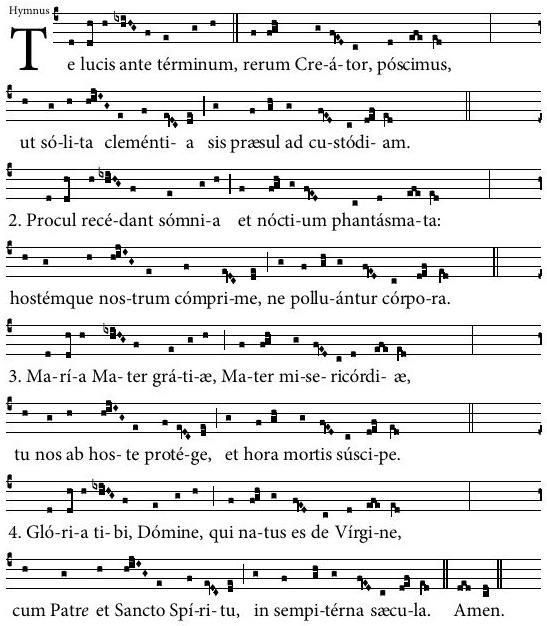 Hymnus
Te lucis ante términum, rerum Cre-á-tor, póscimus,
ut só-li-ta cleménti- a sis præsul ad cu-stódi- am.
2. Procul recé-dant sómni-a et nócti-um phantásma-ta:
hostémque nos-trum cómpri-me, ne pollu-ántur córpo-ra.
3. Ma-rí-a Ma-ter grá-ti-æ, Ma-ter mi-se-ricórdi- æ,
tu nos ab hos-te proté-ge, et hora mortis súsci-pe.
4. Gló-ri-a ti-bi, Dómine, qui na-tus es de Vírgi-ne,
cum Patre et Sancto Spí-ri-tu, in sempi-térna sæcu-la. Amen.